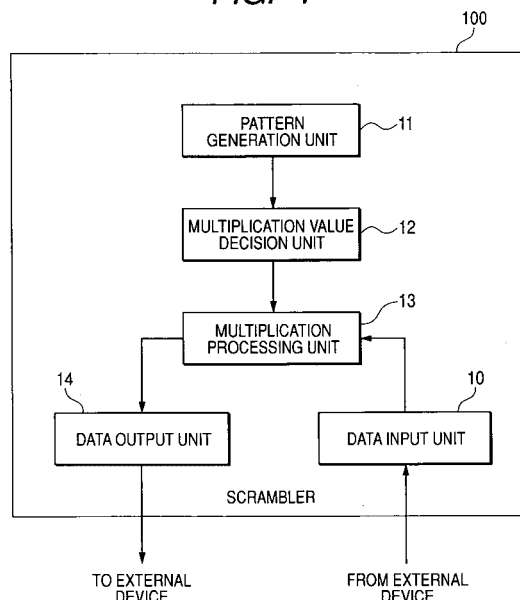 100
PATTERN
GENERATION UNIT
11
MULTIPLICATION VALUE
DECISION UNIT
12
13
MULTIPLICATION
PROCESSING UNIT
14
10
DATA OUTPUT UNIT
DATA INPUT UNIT
SCRAMBLER
TO EXTERNAL
DEVICE
FROM EXTERNAL
DEVICE